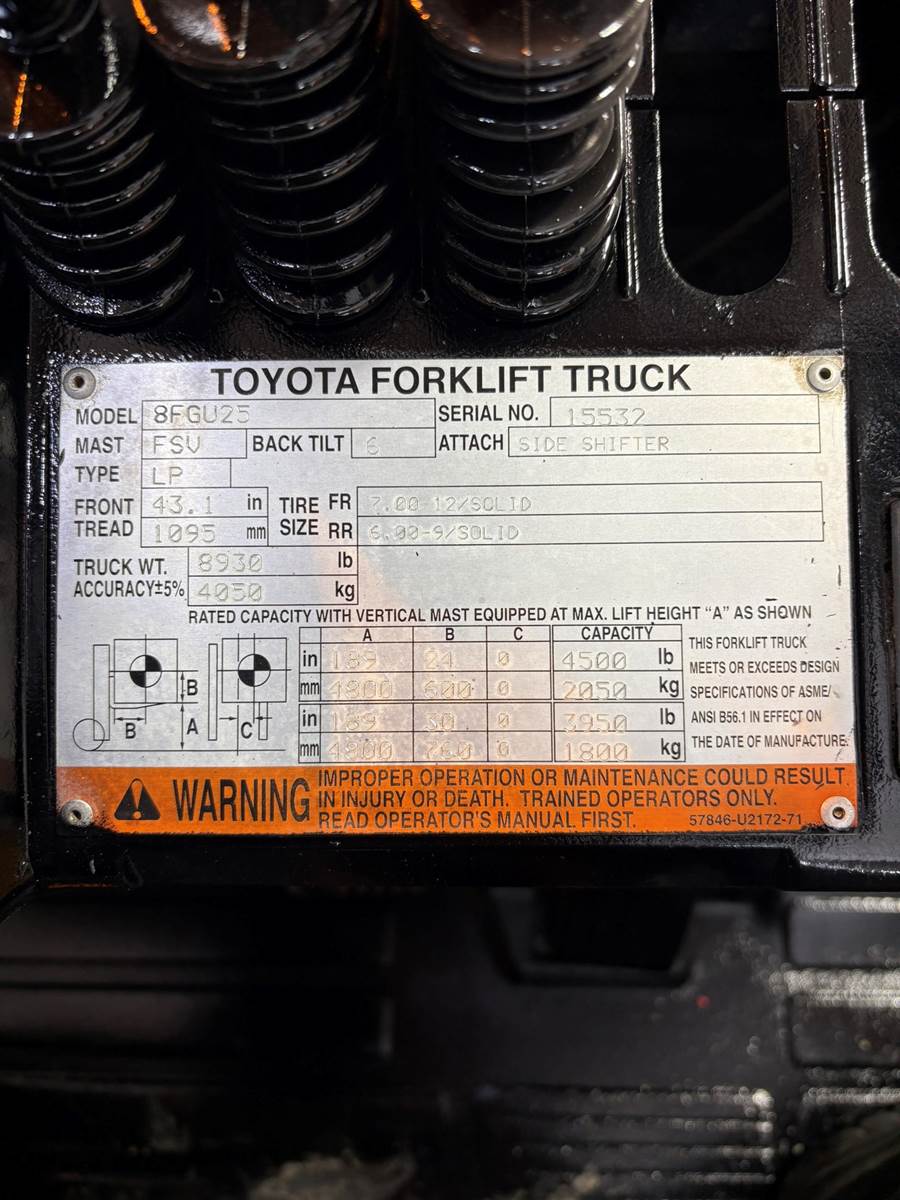 TOYOTA FORKLIFT TRUCK
MODEL 8FGU25 SERIAL NO. 15532
MAST FSV BACK TILT 6 ATTACH SIDE SHIFTER
TYPE LP
FRONT TREAD 43.1 in 1095 mm
TIRE SIZE FR 7.00-12/SOLID
RR 6.00-9/SOLID
TRUCK WT. 8930 lb
ACCURACY±5% 4050 kg
RATED CAPACITY WITH VERTICAL MAST EQUIPPED AT MAX. LIFT HEIGHT "A" AS SHOWN
A B C CAPACITY
in 189 24 0 4500 lb
mm 4800 600 0 2050 kg
in 189 30 0 3950 lb
mm 4800 760 0 1800 kg
B B A C
THIS FORKLIFT TRUCK
MEETS OR EXCEEDS DESIGN
SPECIFICATIONS OF ASME/
ANSI B56.1 IN EFFECT ON
THE DATE OF MANUFACTURE.
WARNING
IMPROPER OPERATION OR MAINTENANCE COULD RESULT
IN INJURY OR DEATH. TRAINED OPERATORS ONLY.
READ OPERATOR'S MANUAL FIRST. 57846-U2172-71